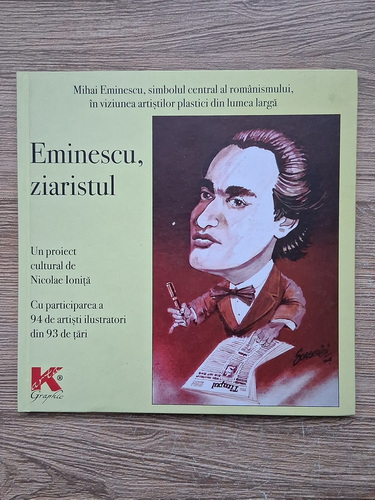 Mihai Eminescu, simbolul central al românismului,
în viziunea artiștilor plastici din lumea largă
Eminescu,
ziaristul
Un proiect
cultural de
Nicolae Ioniță
Cu participarea a
94 de artiști ilustratori
din 93 de țări
Timpul
K®
Graphic